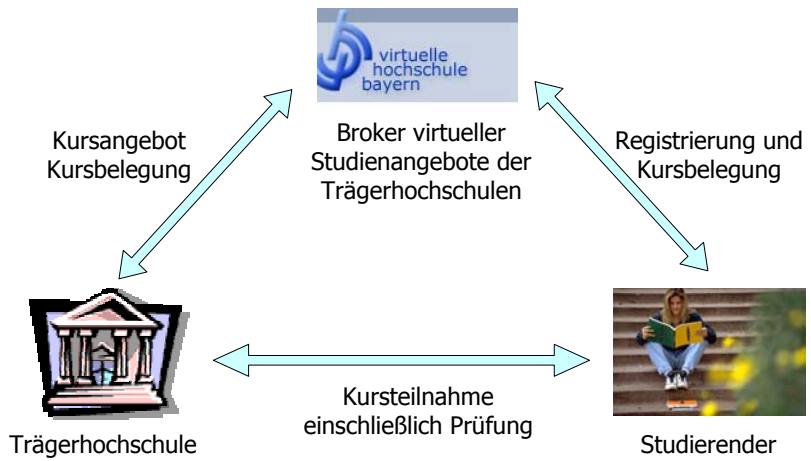 virtuelle
hochschule
bayern
Kursangebot
Kursbelegung
Broker virtueller
Studienangebote der
Trägerhochschulen
Registrierung und
Kursbelegung
Kursteilnahme
einschließlich Prüfung
Trägerhochschule
Studierender